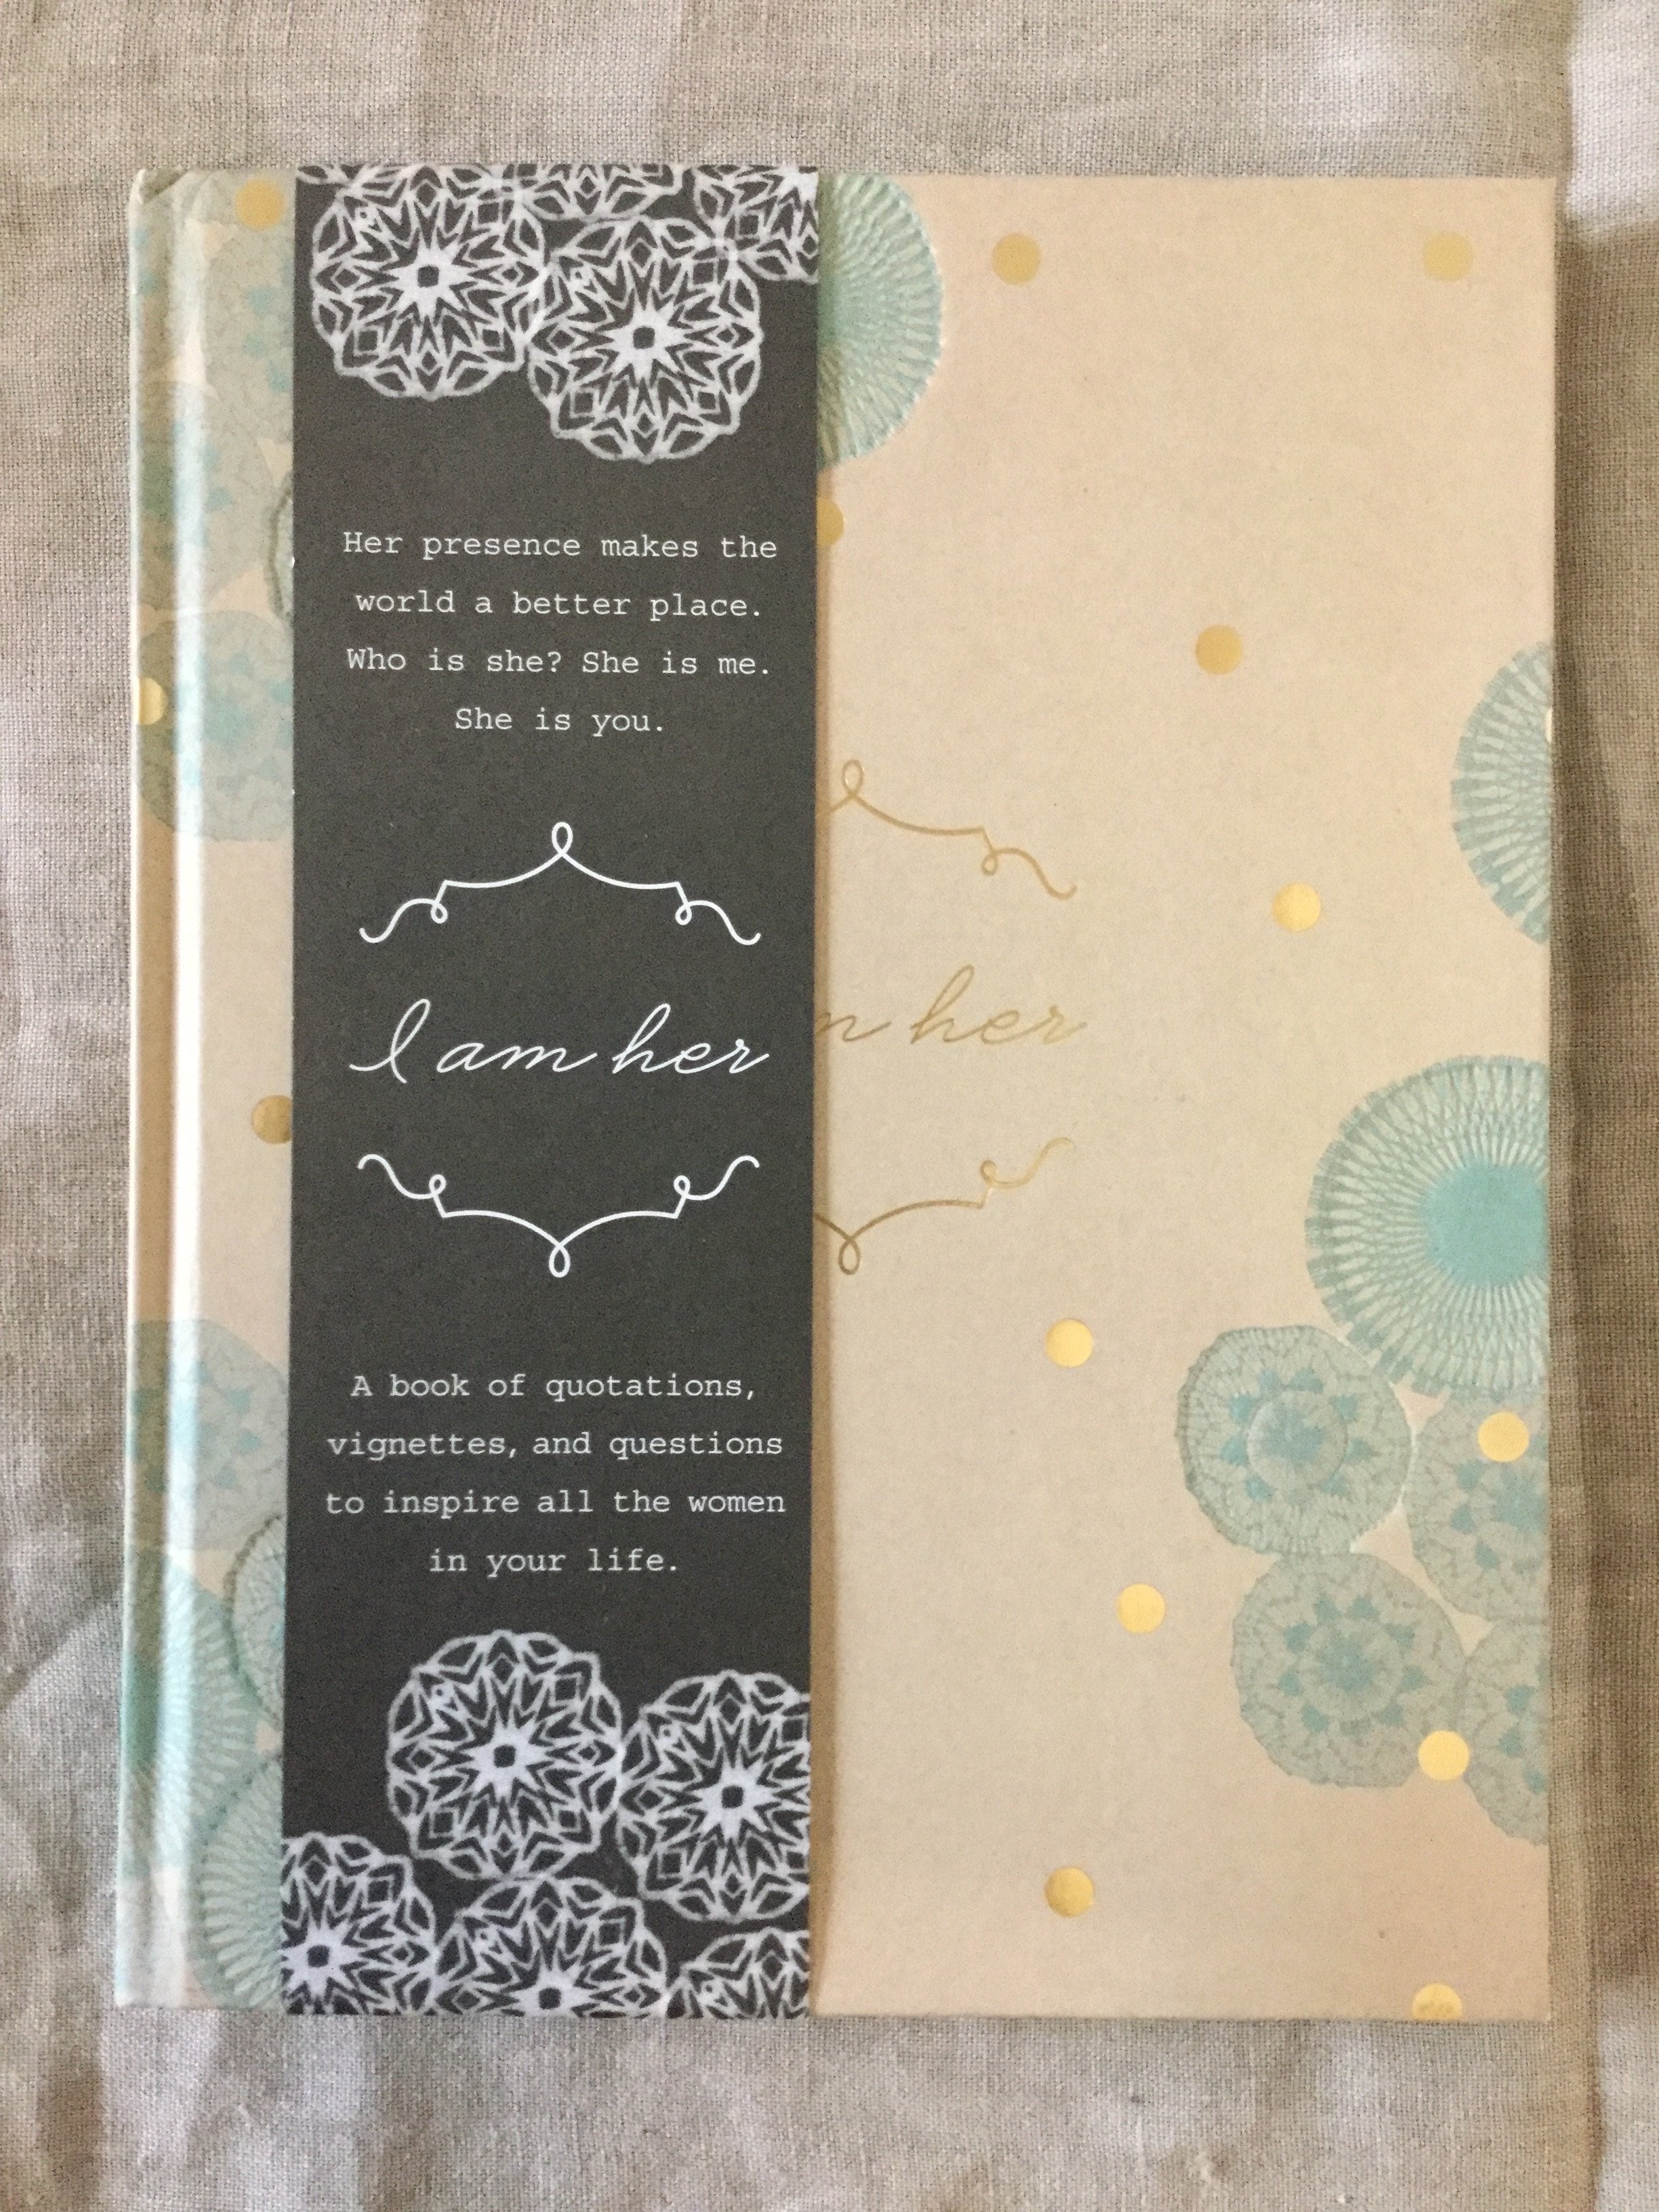 Her presence makes the
world a better place.
Who is she? She is me.
She is you.
I am her
n her
A book of quotations,
vignettes, and questions
to inspire all the women
in your life.